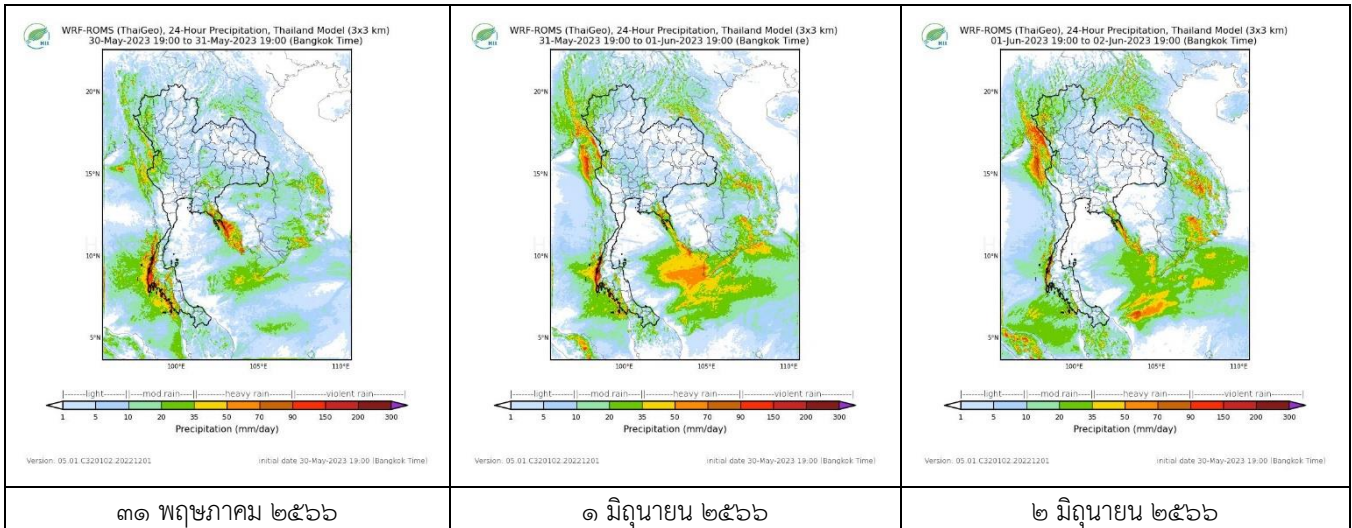 WRF-ROMS (ThaiGeo), 24-Hour Precipitation, Thailand Model (3x3 km)
30-May-2023 19:00 to 31-May-2023 19:00 (Bangkok Time)
HII
20°N
15°N
10°N
5°N
100°E 105°E 110°E
light mod rain heavy rain violent rain
1 5 10 20 35 50 70 90 150 200 300
Precipitation (mm/day)
Version: 05.01.C320102.20221201 initial date 30-May-2023 19:00 (Bangkok Time)
๓๑ พฤษภาคม ๒๕๖๖
WRF-ROMS (ThaiGeo), 24-Hour Precipitation, Thailand Model (3x3 km)
31-May-2023 19:00 to 01-Jun-2023 19:00 (Bangkok Time)
HII
20°N
15°N
10°N
5°N
100°E 105°E 110°E
light mod rain heavy rain violent rain
1 5 10 20 35 50 70 90 150 200 300
Precipitation (mm/day)
Version: 05.01.C320102.20221201 initial date 30-May-2023 19:00 (Bangkok Time)
๑ มิถุนายน ๒๕๖๖
WRF-ROMS (ThaiGeo), 24-Hour Precipitation, Thailand Model (3x3 km)
01-Jun-2023 19:00 to 02-Jun-2023 19:00 (Bangkok Time)
HII
20°N
15°N
10°N
5°N
100°E 105°E 110°E
light mod rain heavy rain violent rain
1 5 10 20 35 50 70 90 150 200 300
Precipitation (mm/day)
Version: 05.01.C320102.20221201 initial date 30-May-2023 19:00 (Bangkok Time)
๒ มิถุนายน ๒๕๖๖